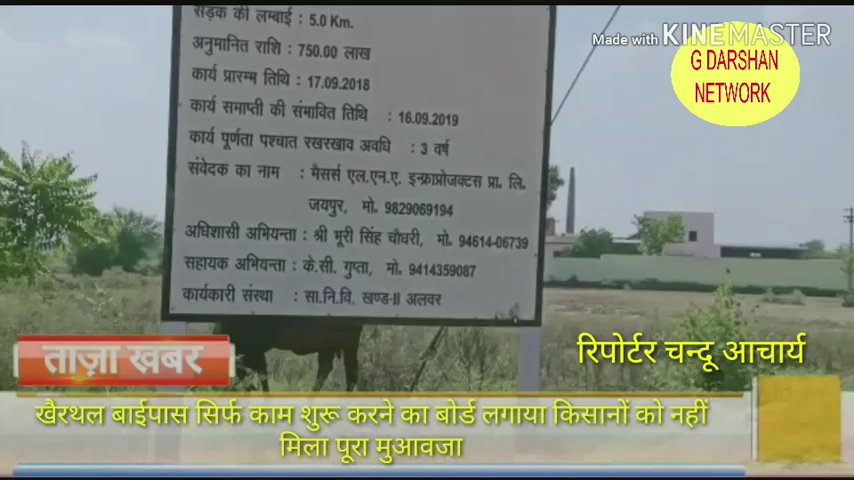 सड़क की लम्बाई : 5.0 Km.
अनुमानित राशि : 750.00 लाख
कार्य प्रारम्भ तिथि : 17.09.2018
कार्य समाप्ती की संभावित तिथि : 16.09.2019
कार्य पूर्णता पश्चात रखरखाव अवधि : 3 वर्ष
संवेदक का नाम : मैसर्स एल.एन.ए. इन्फ्राप्रोजक्टस प्रा. लि.
जयपुर, मो. 9829069194
अधिशासी अभियन्ता : श्री भूरी सिंह चौधरी, मो. 94614-06739
सहायक अभियन्ता : के.सी. गुप्ता, मो. 9414359087
कार्यकारी संस्था : सा.नि.वि. खण्ड-II अलवर
Made with KINEMASTER
G DARSHAN
NETWORK
रिपोर्टर चन्दू आचार्य
ताज़ा खबर
खैरथल बाईपास सिर्फ काम शुरू करने का बोर्ड लगाया किसानों को नहीं
मिला पूरा मुआवजा